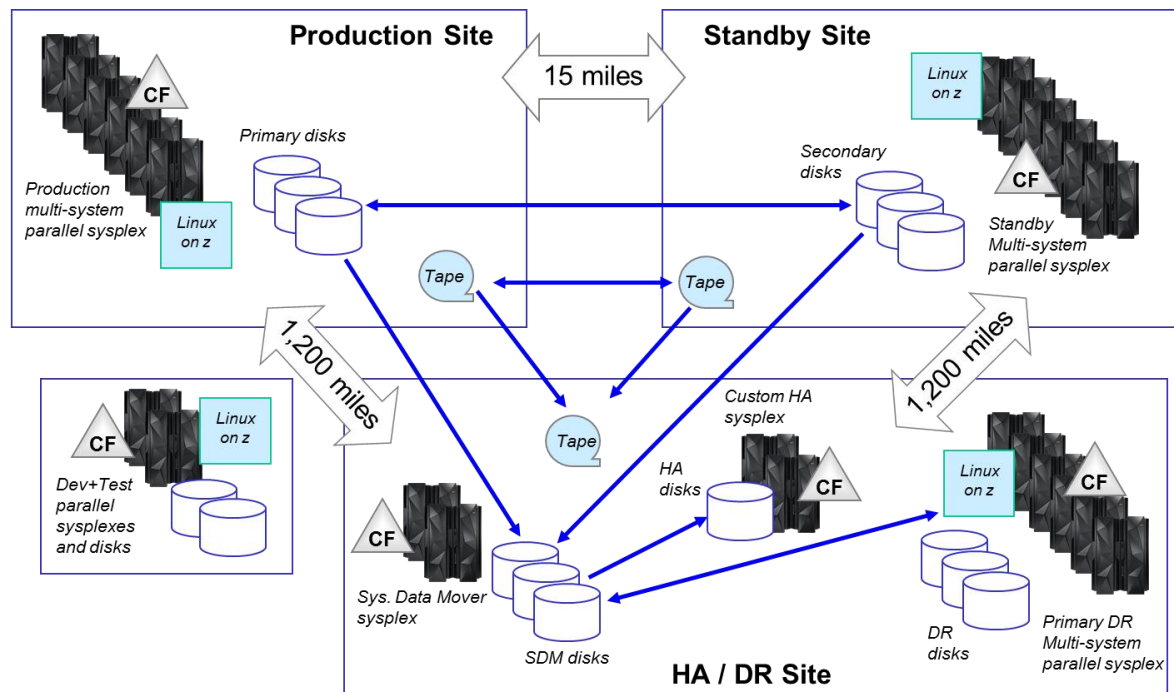 Production Site
CF
Primary disks
Production
multi-system
parallel sysplex
Linux
on z
15 miles
Standby Site
Linux
on z
Secondary
disks
CF
Standby
Multi-system
parallel sysplex
Tape
Tape
1,200 miles
1,200 miles
CF
Linux
on z
Dev+Test
parallel
sysplexes
and disks
Tape
Custom HA
sysplex
HA
disks
CF
Linux
on z
CF
CF
Sys. Data Mover
sysplex
SDM disks
DR
disks
Primary DR
Multi-system
parallel sysplex
HA / DR Site